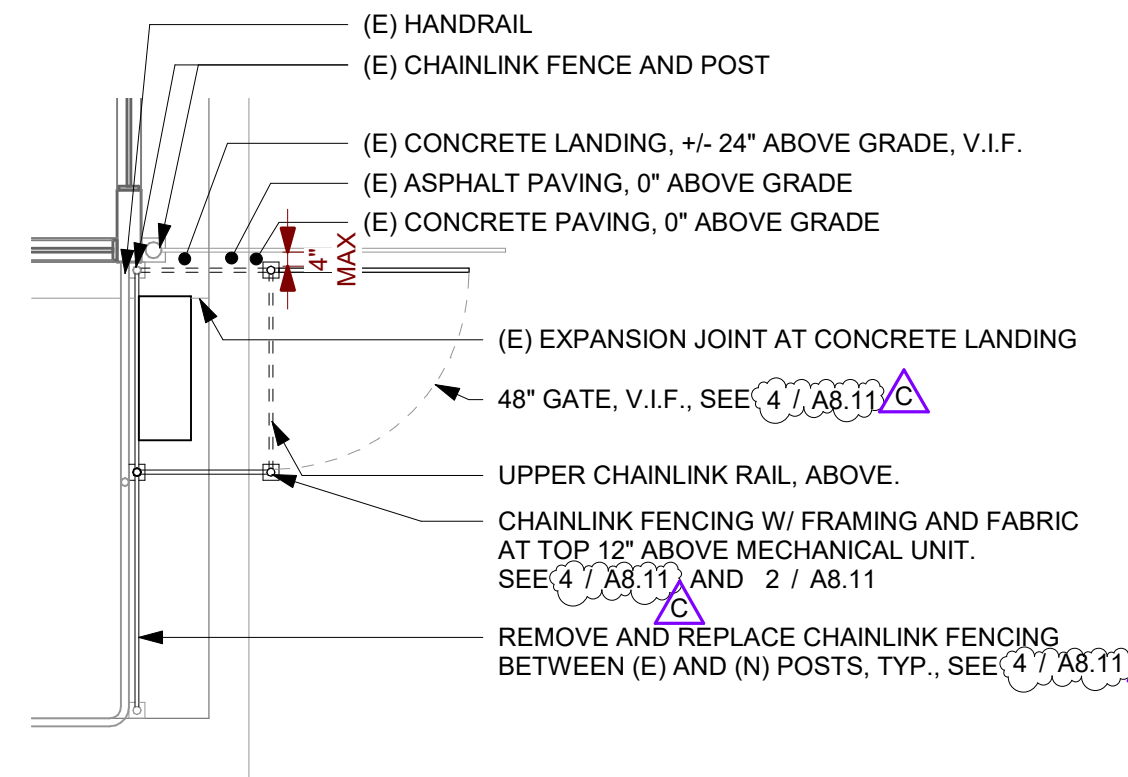 (E) HANDRAIL
(E) CHAINLINK FENCE AND POST
(E) CONCRETE LANDING, +/- 24" ABOVE GRADE, V.I.F.
(E) ASPHALT PAVING, 0" ABOVE GRADE
(E) CONCRETE PAVING, 0" ABOVE GRADE
4"
MAX
(E) EXPANSION JOINT AT CONCRETE LANDING
48" GATE, V.I.F., SEE 4 / A8.11 C
UPPER CHAINLINK RAIL, ABOVE.
CHAINLINK FENCING W/ FRAMING AND FABRIC
AT TOP 12" ABOVE MECHANICAL UNIT.
SEE 4 / A8.11 AND 2 / A8.11
C
REMOVE AND REPLACE CHAINLINK FENCING
BETWEEN (E) AND (N) POSTS, TYP., SEE 4 / A8.11